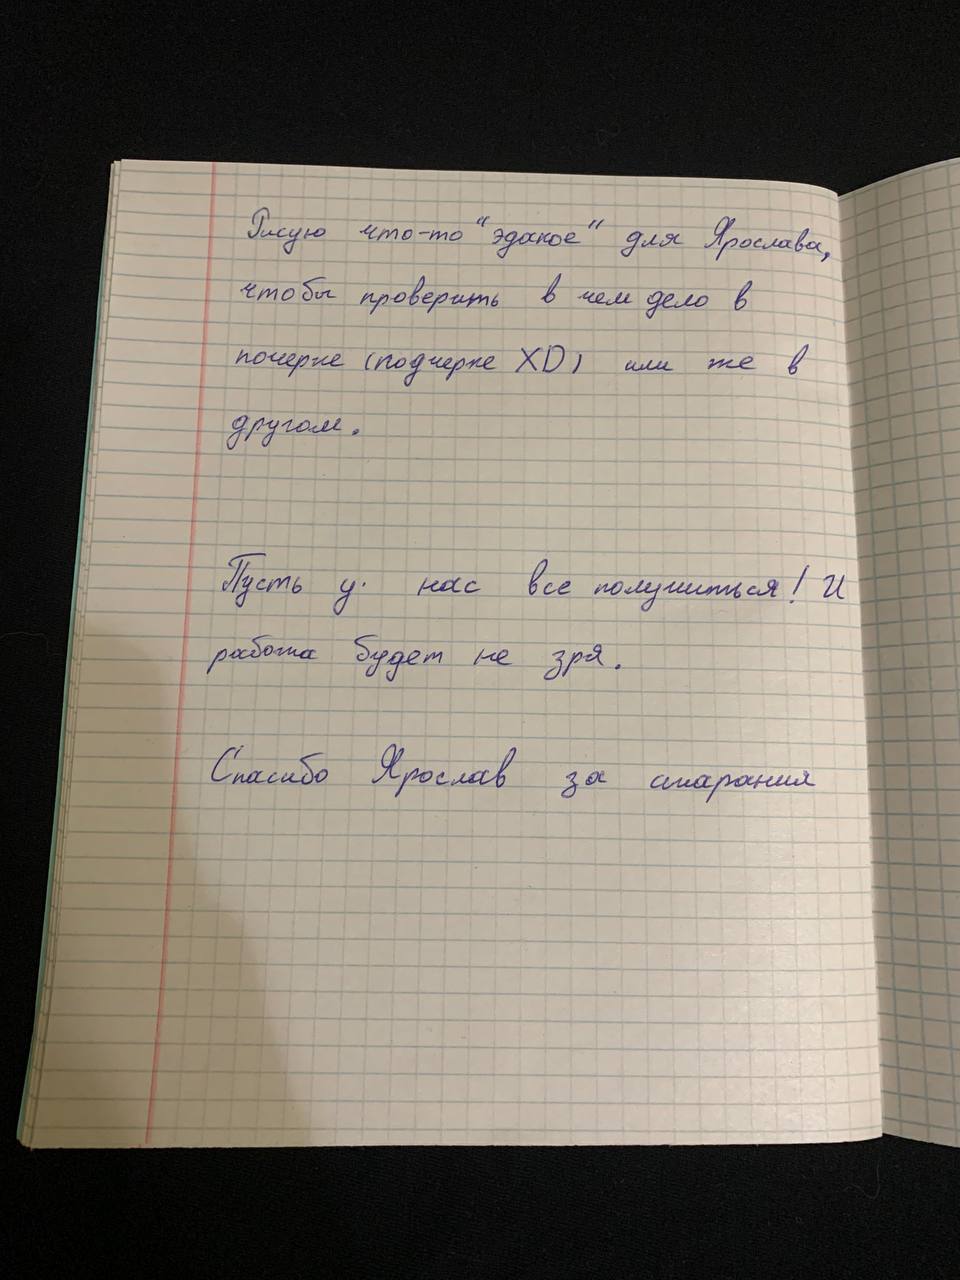 Рисую что-то "эдакое" для Ярослава,
чтобы проверить в чем дело в
почерке (подчерке XD) или же в
другом.
Пусть у нас все получиться! И
работа будет не зря.
Спасибо Ярослав за старания